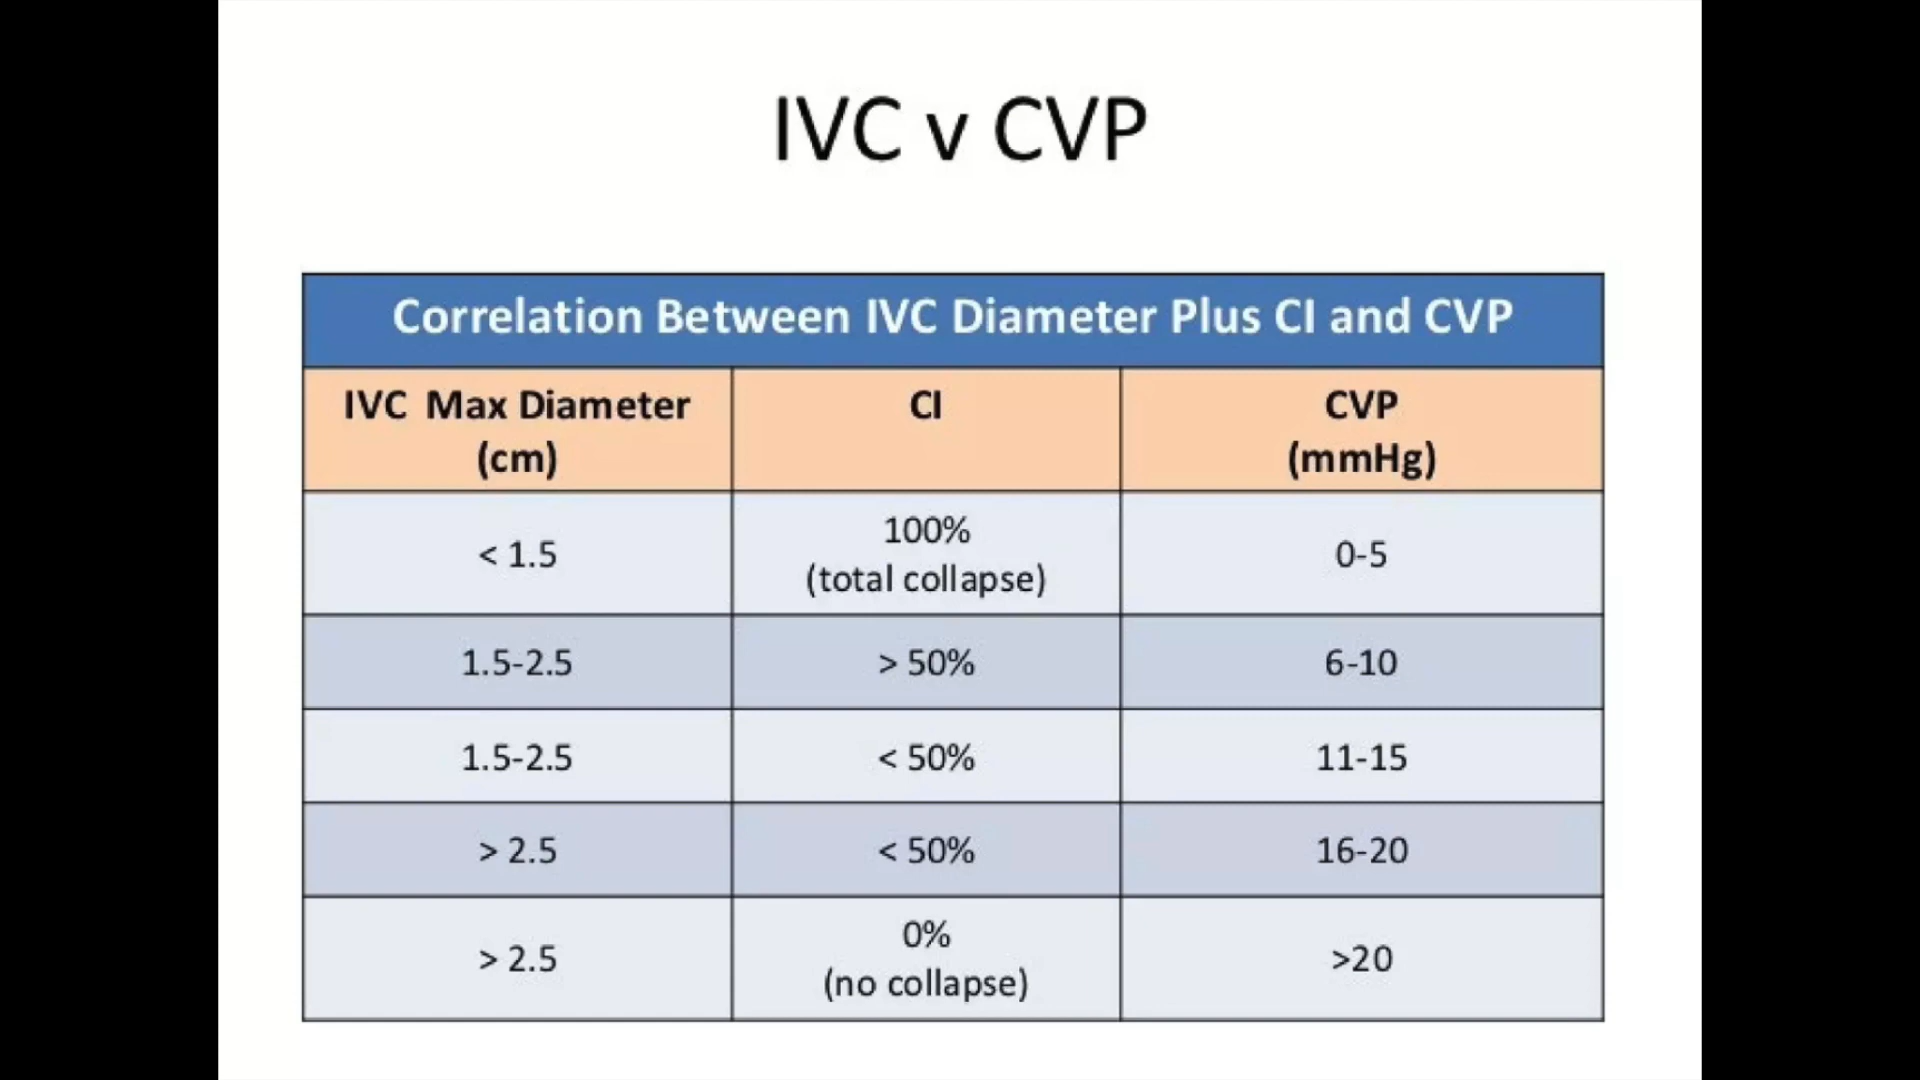 IVC v CVP
Correlation Between IVC Diameter Plus CI and CVP
IVC Max Diameter
(cm)
CI
CVP
(mmHg)
< 1.5
100%
(total collapse)
0-5
1.5-2.5
> 50%
6-10
1.5-2.5
< 50%
11-15
> 2.5
< 50%
16-20
> 2.5
0%
(no collapse)
>20